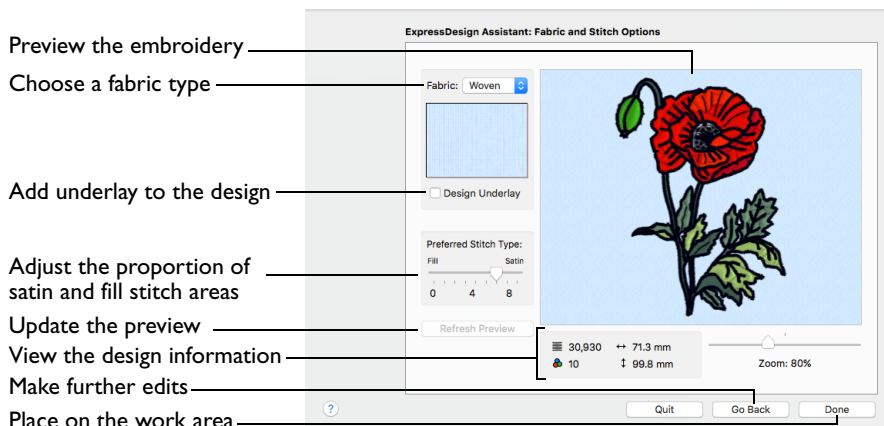 ExpressDesign Assistant: Fabric and Stitch Options
Preview the embroidery
Choose a fabric type
Fabric: Woven
Add underlay to the design
Design Underlay
Preferred Stitch Type:
Fill Satin
0 4 8
Adjust the proportion of
satin and fill stitch areas
Update the preview
Refresh Preview
View the design information
30,930 ↔ 71.3 mm
10 ↕ 99.8 mm
Zoom: 80%
Make further edits
Place on the work area
? Quit Go Back Done